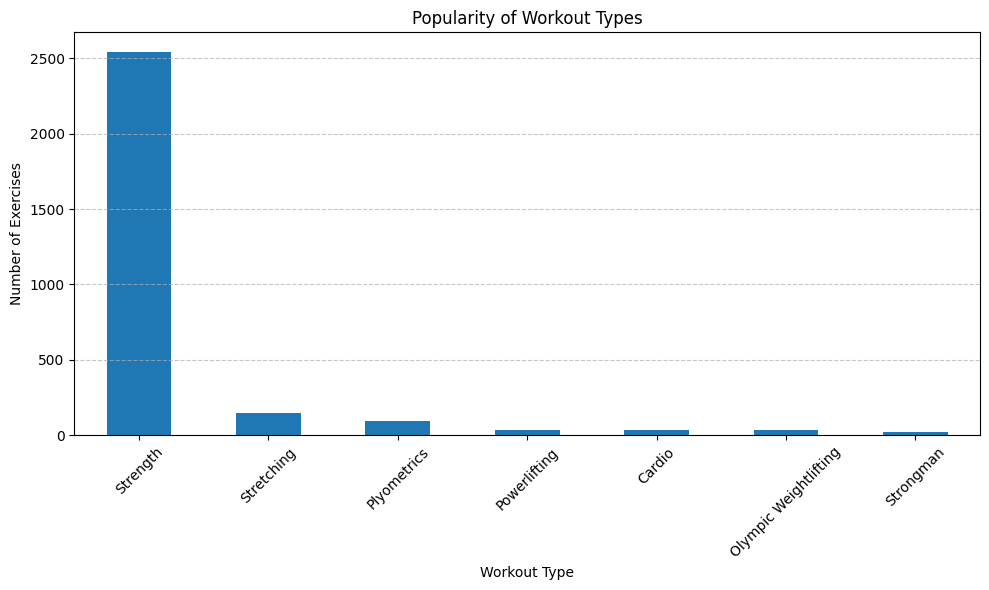 Popularity of Workout Types
Number of Exercises
2500
2000
1500
1000
500
0
Strength
Stretching
Plyometrics
Powerlifting
Cardio
Olympic Weightlifting
Strongman
Workout Type